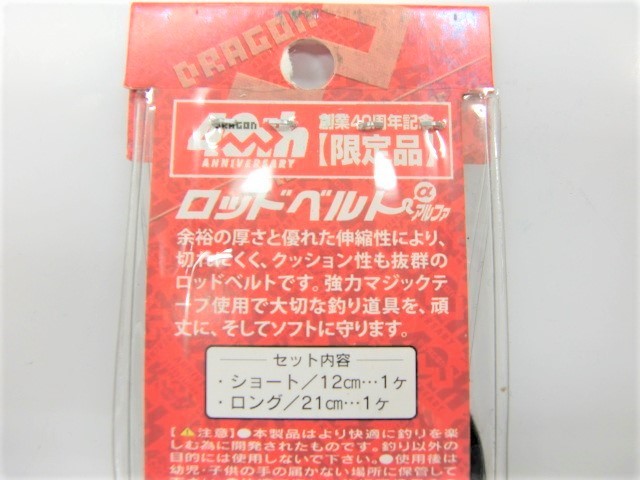 DRAGON
DRAGON
40th
ANNIVERSARY
創業40周年記念
【限定品】
ロッドベルト
α
アルファ
余裕の厚さと優れた伸縮性により、
切れにくく、クッション性も抜群の
ロッドベルトです。強力マジックテ
ープ使用で大切な釣り道具を、頑
丈に、そしてソフトに守ります。
セット内容
・ショート/12cm…1ヶ
・ロング/21cm…1ヶ
【⚠注意】●本製品はより快適に釣りを楽
しむ為に開発されたものです。釣り以外の
目的には使用しないで下さい。●使用後は
幼児・子供の手の届かない場所に保管して